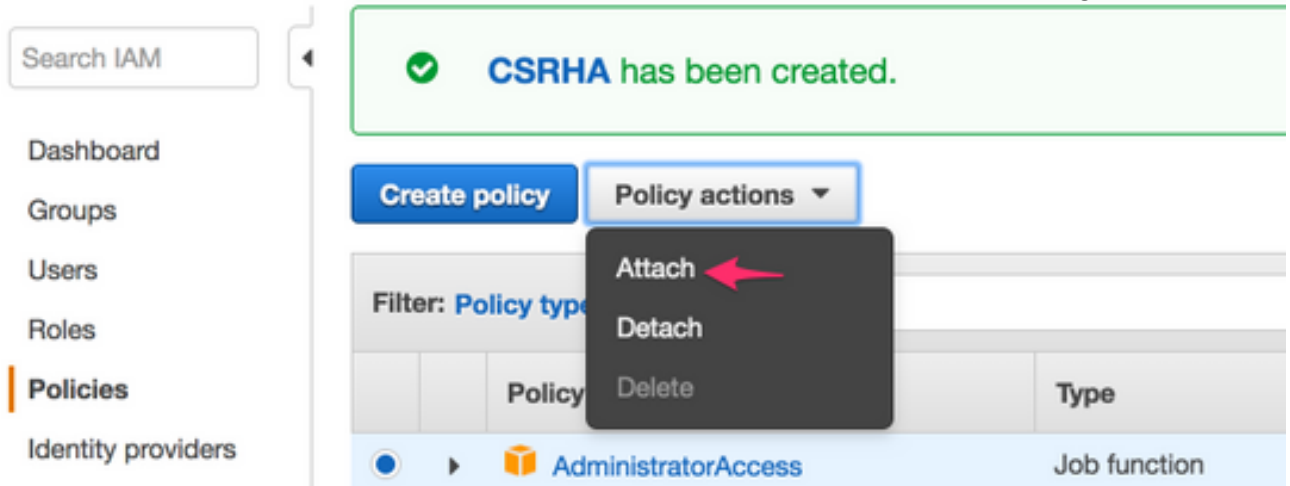 Search IAM
CSRHA has been created.
Dashboard
Groups
Users
Roles
Policies
Identity providers
Create policy
Policy actions
Attach
Detach
Delete
Filter: Policy type
Policy
Type
AdministratorAccess
Job function